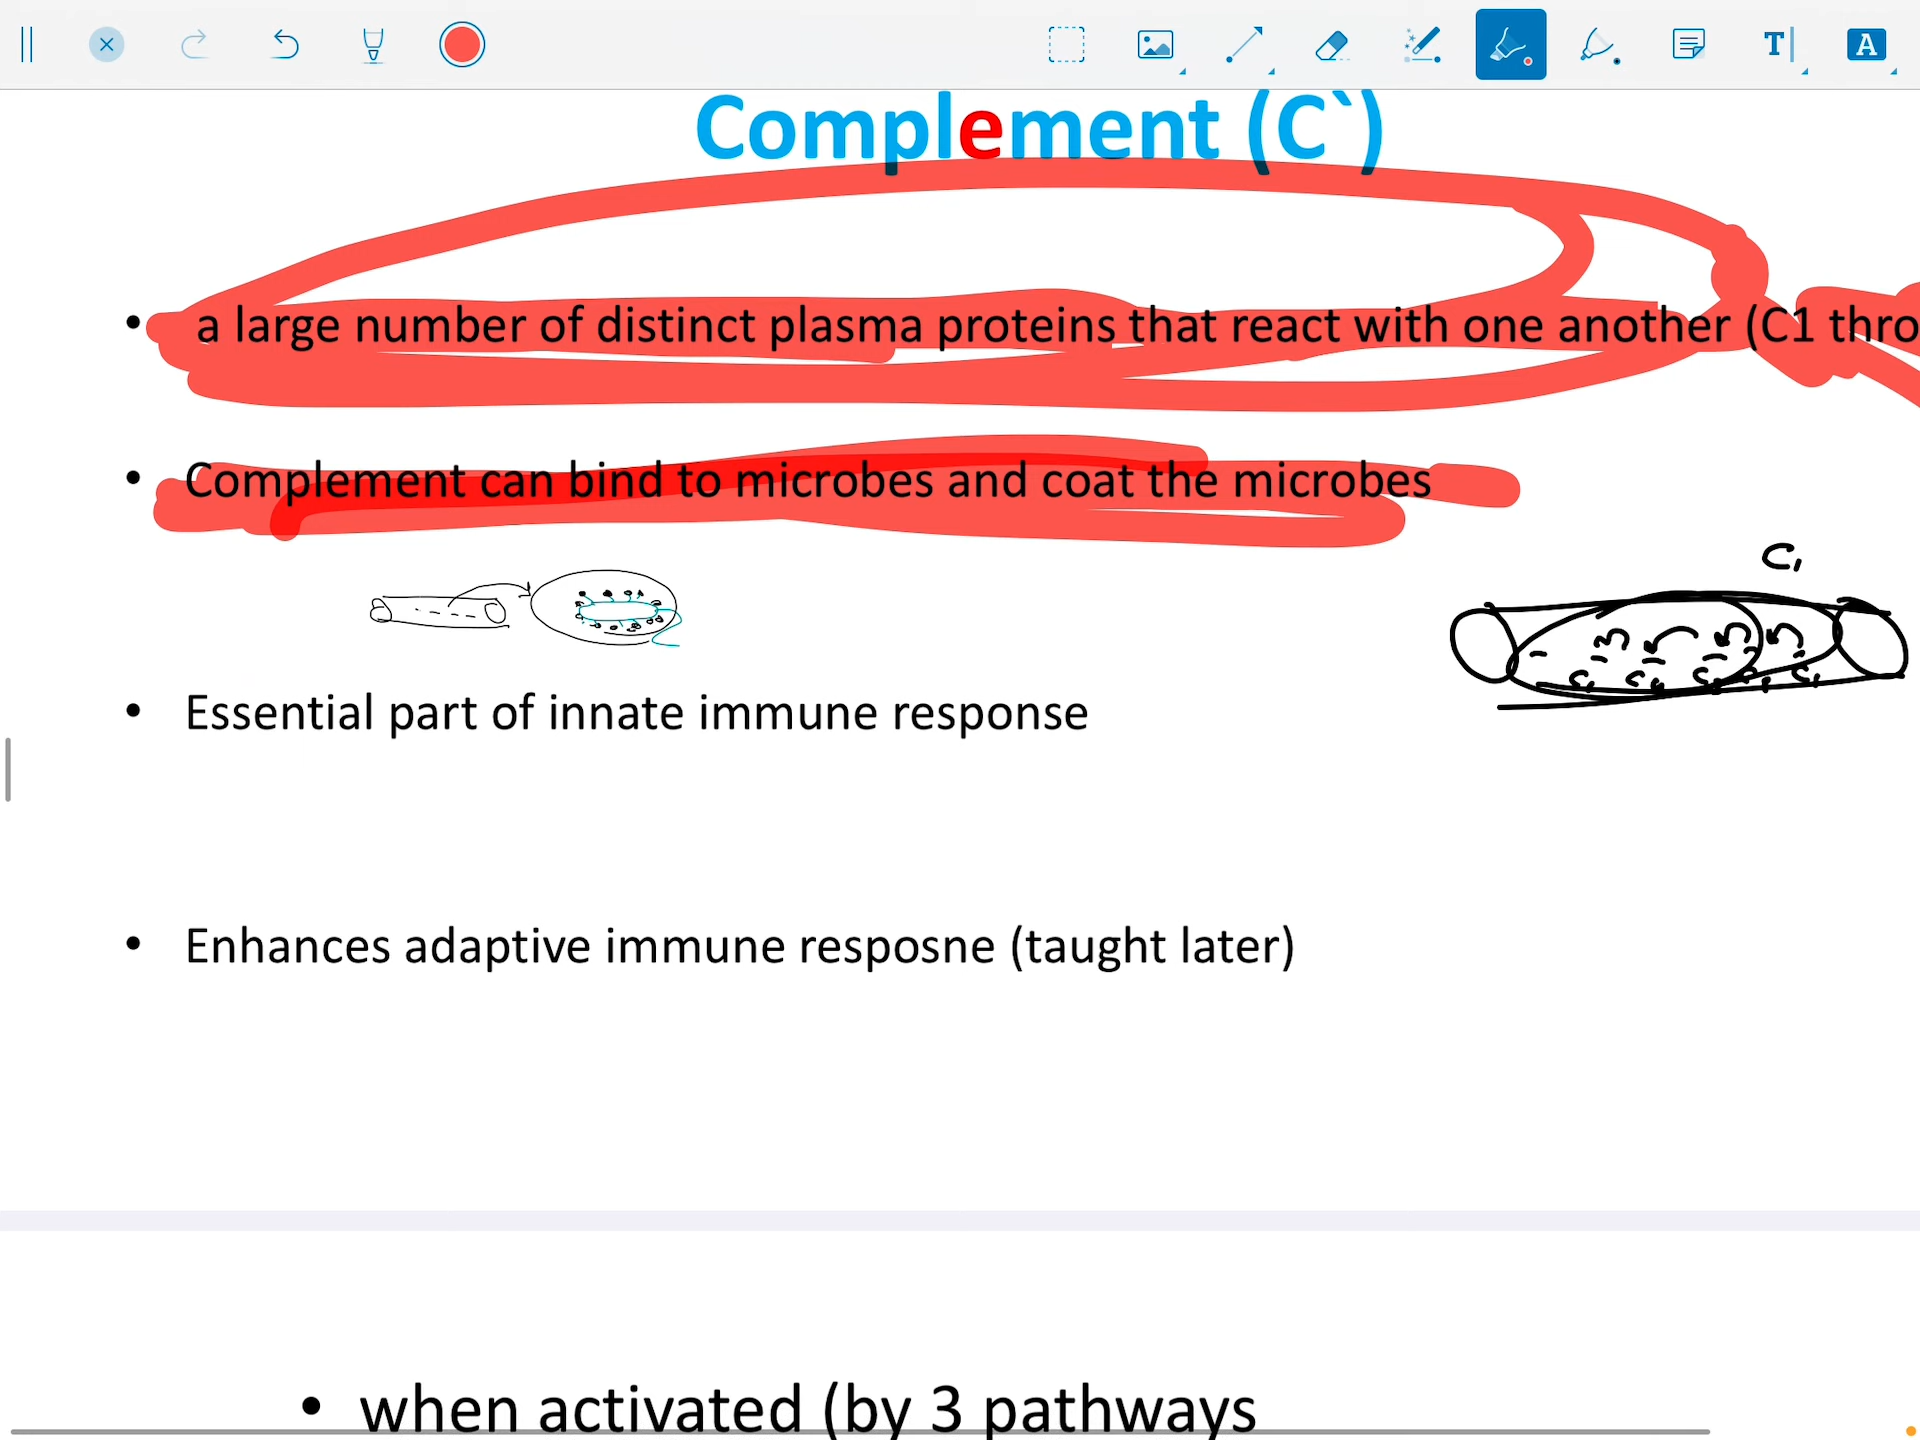 T
A
Complement (C`)
• a large number of distinct plasma proteins that react with one another (C1 thro
• Complement can bind to microbes and coat the microbes
C1
• Essential part of innate immune response
• Enhances adaptive immune resposne (taught later)
• when activated (by 3 pathways